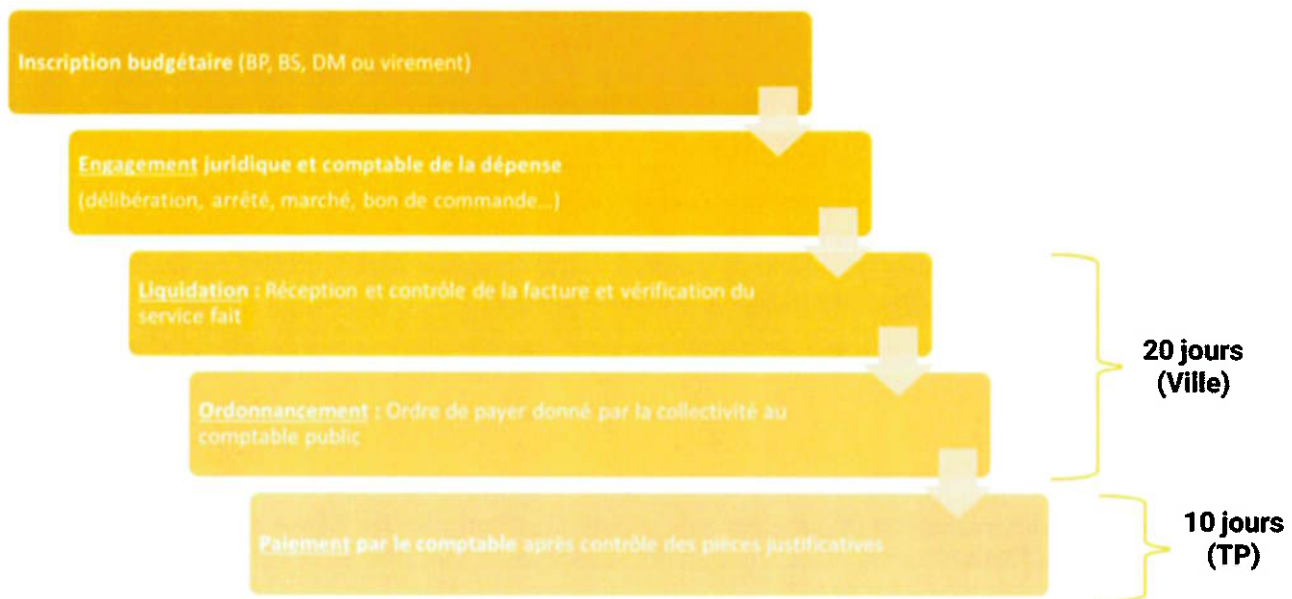 Inscription budgétaire (BP, BS, DM ou virement)
Engagement juridique et comptable de la dépense
(délibération, arrêté, marché, bon de commande...)
Liquidation : Réception et contrôle de la facture et vérification du
service fait
20 jours
(Ville)
Ordonnancement : Ordre de payer donné par la collectivité au
comptable public
Paiement par le comptable après contrôle des pièces justificatives
10 jours
(TP)